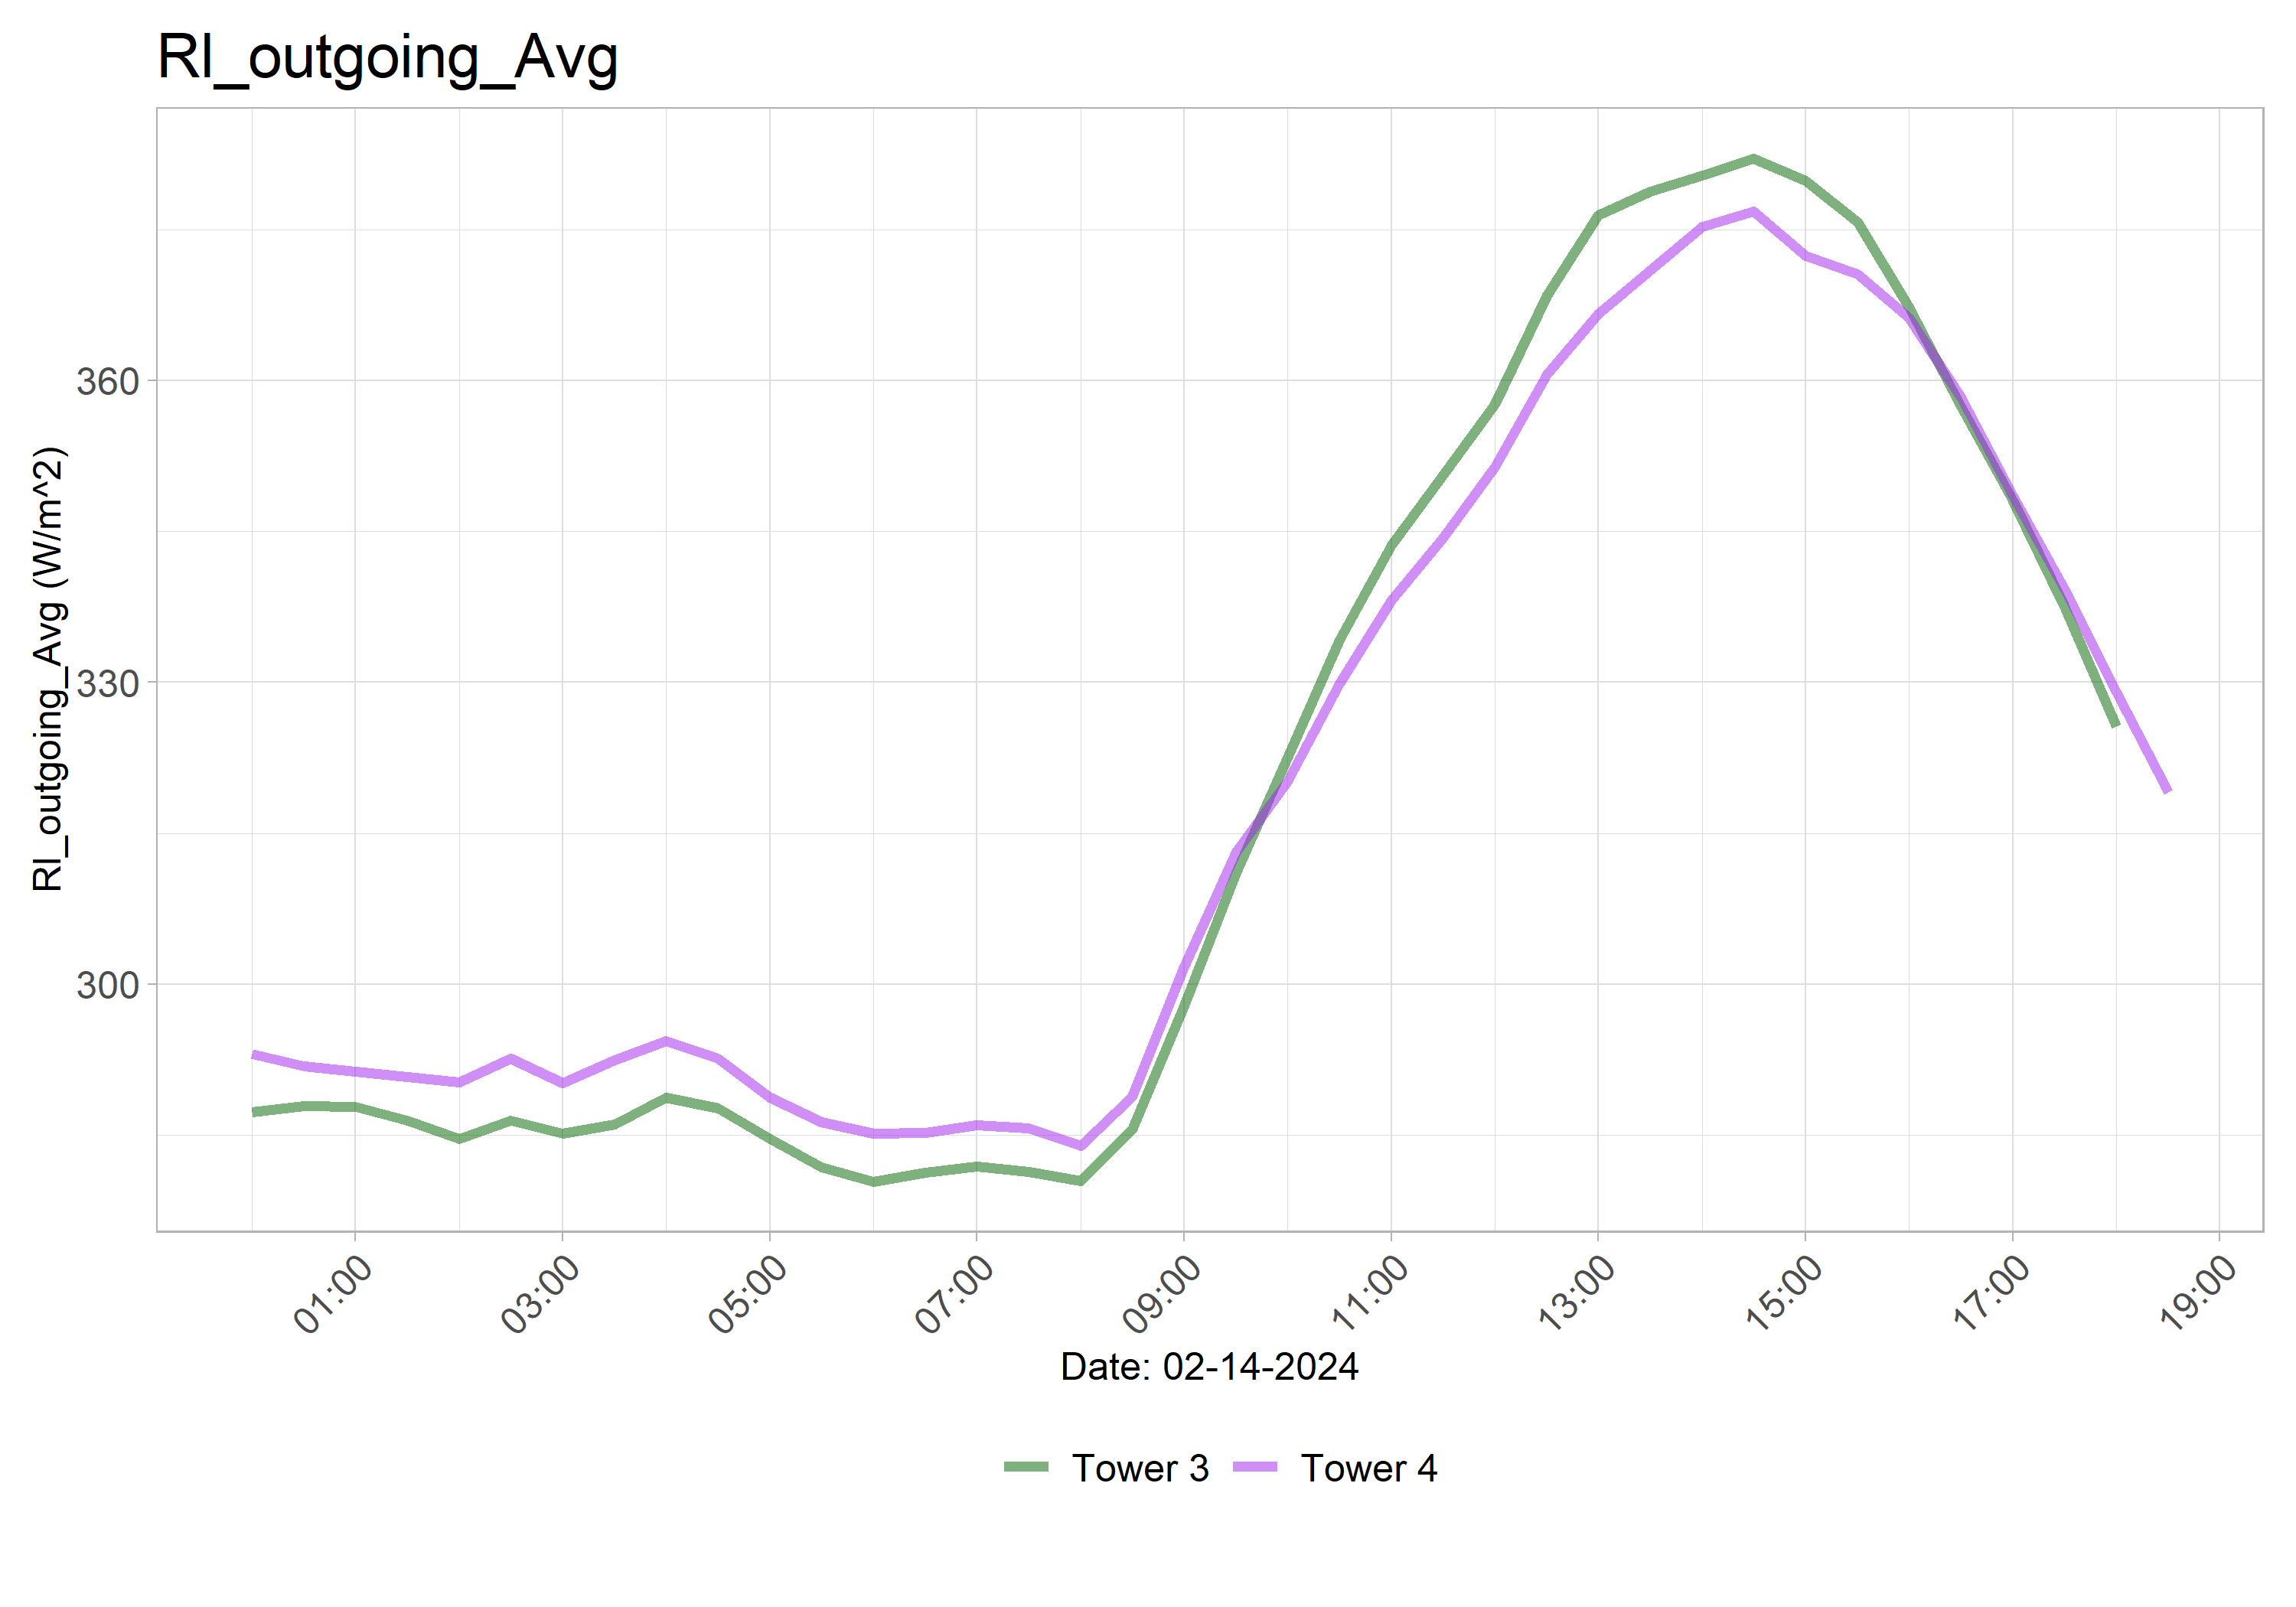 Rl_outgoing_Avg
Rl_outgoing_Avg (W/m^2)
360
330
300
01:00 03:00 05:00 07:00 09:00 11:00 13:00 15:00 17:00 19:00
Date: 02-14-2024
Tower 3 Tower 4